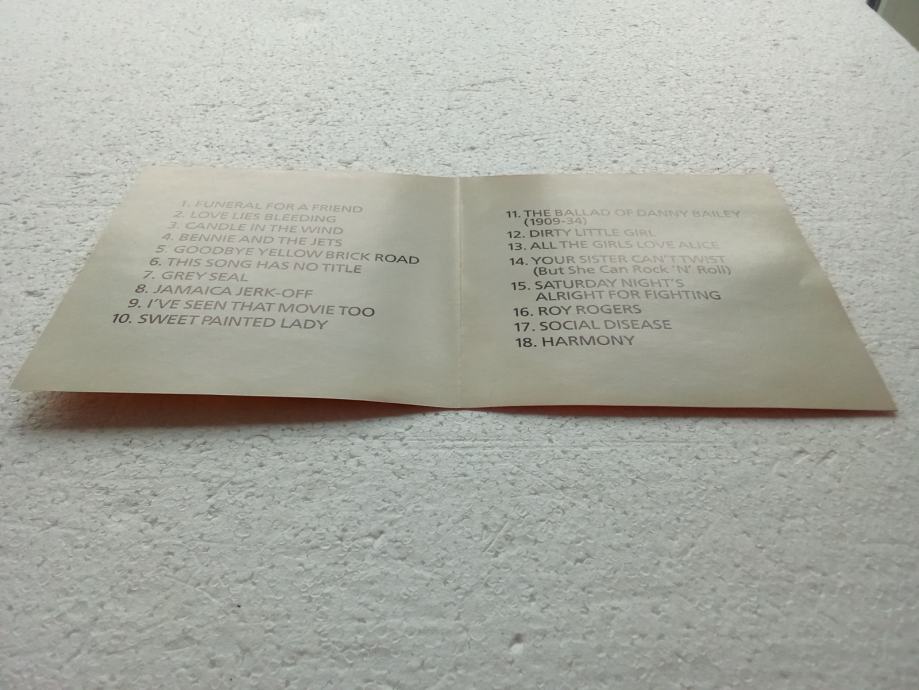 1. FUNERAL FOR A FRIEND
2. LOVE LIES BLEEDING
3. CANDLE IN THE WIND
4. BENNIE AND THE JETS
5. GOODBYE YELLOW BRICK ROAD
6. THIS SONG HAS NO TITLE
7. GREY SEAL
8. JAMAICA JERK-OFF
9. I'VE SEEN THAT MOVIE TOO
10. SWEET PAINTED LADY
11. THE BALLAD OF DANNY BAILEY
(1909-34)
12. DIRTY LITTLE GIRL
13. ALL THE GIRLS LOVE ALICE
14. YOUR SISTER CAN'T TWIST
(But She Can Rock 'N' Roll)
15. SATURDAY NIGHT'S
ALRIGHT FOR FIGHTING
16. ROY ROGERS
17. SOCIAL DISEASE
18. HARMONY